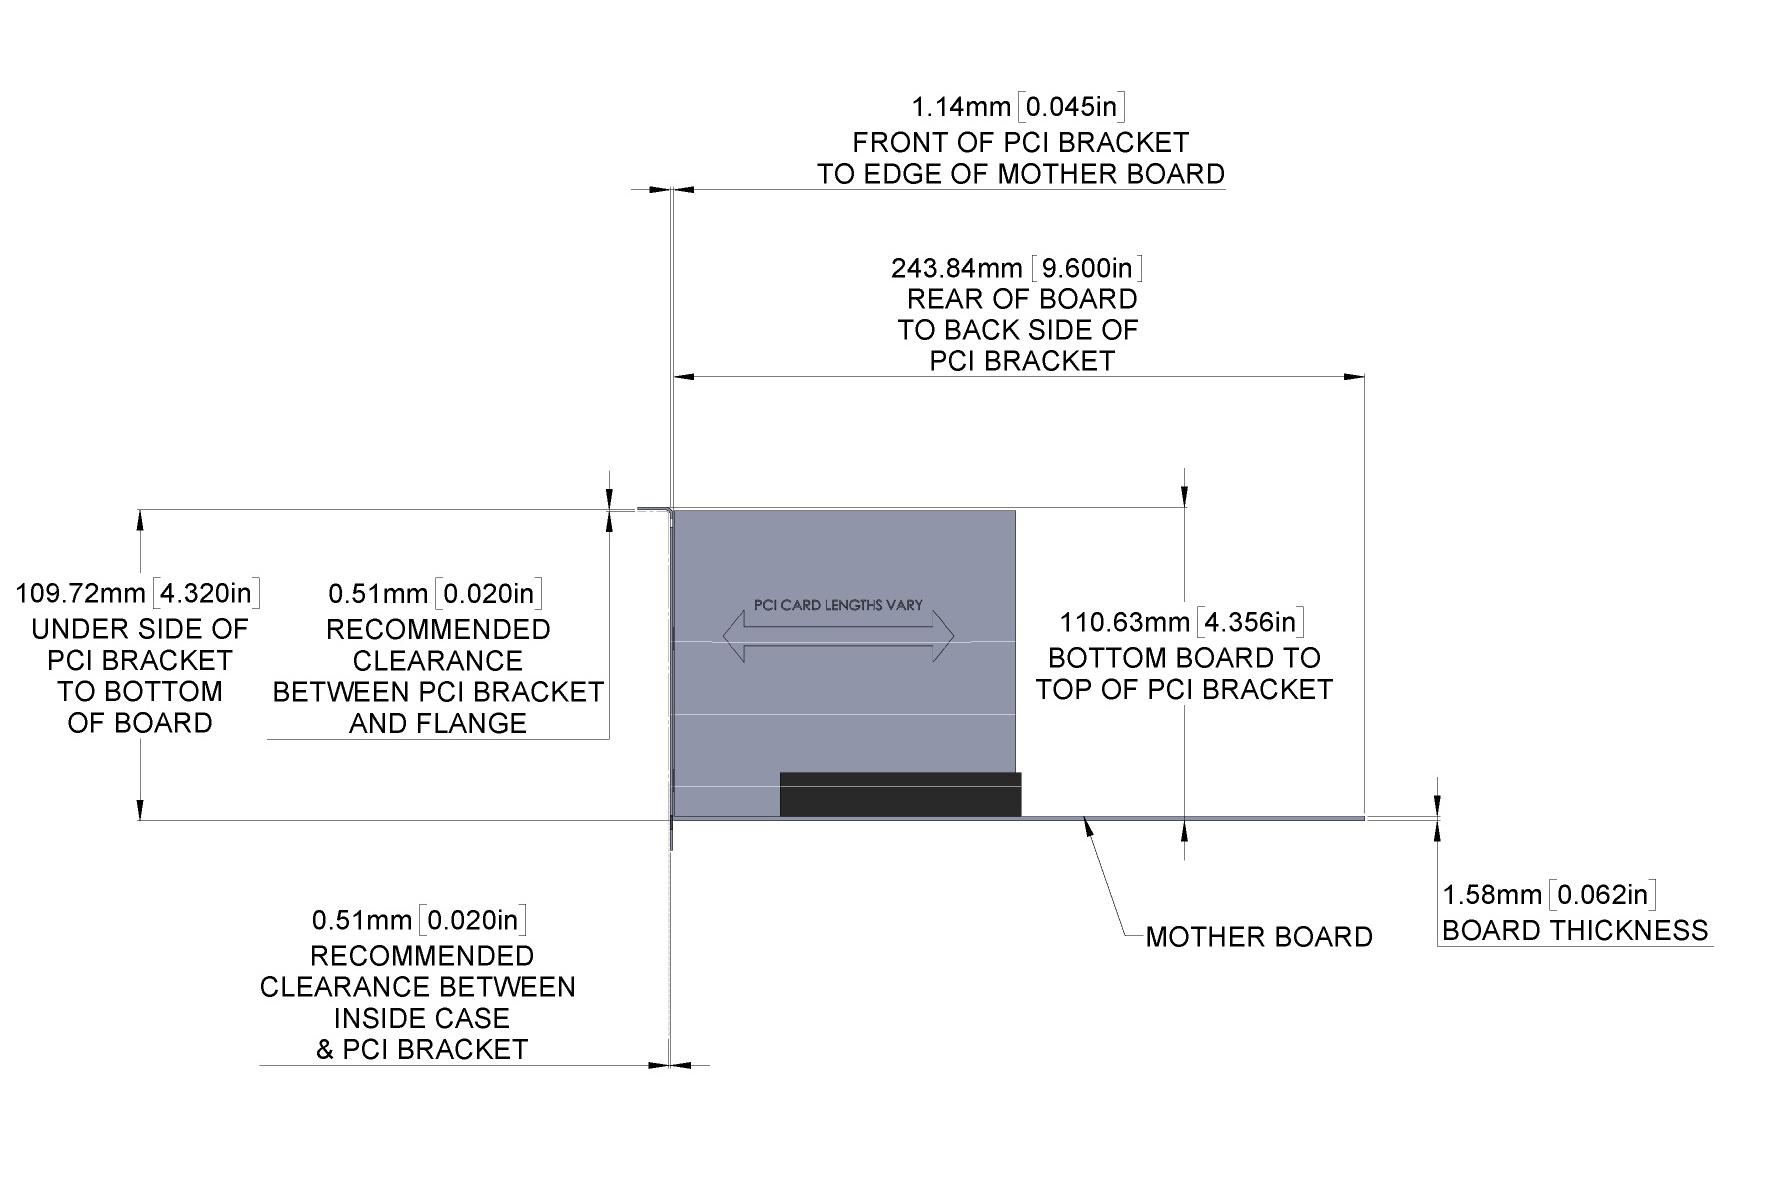 1.14mm [0.045in]
FRONT OF PCI BRACKET
TO EDGE OF MOTHER BOARD
243.84mm [9.600in]
REAR OF BOARD
TO BACK SIDE OF
PCI BRACKET
109.72mm [4.320in]
UNDER SIDE OF
PCI BRACKET
TO BOTTOM
OF BOARD
0.51mm [0.020in]
RECOMMENDED
CLEARANCE
BETWEEN PCI BRACKET
AND FLANGE
PCI CARD LENGTHS VARY
110.63mm [4.356in]
BOTTOM BOARD TO
TOP OF PCI BRACKET
0.51mm [0.020in]
RECOMMENDED
CLEARANCE BETWEEN
INSIDE CASE
& PCI BRACKET
MOTHER BOARD
1.58mm [0.062in]
BOARD THICKNESS